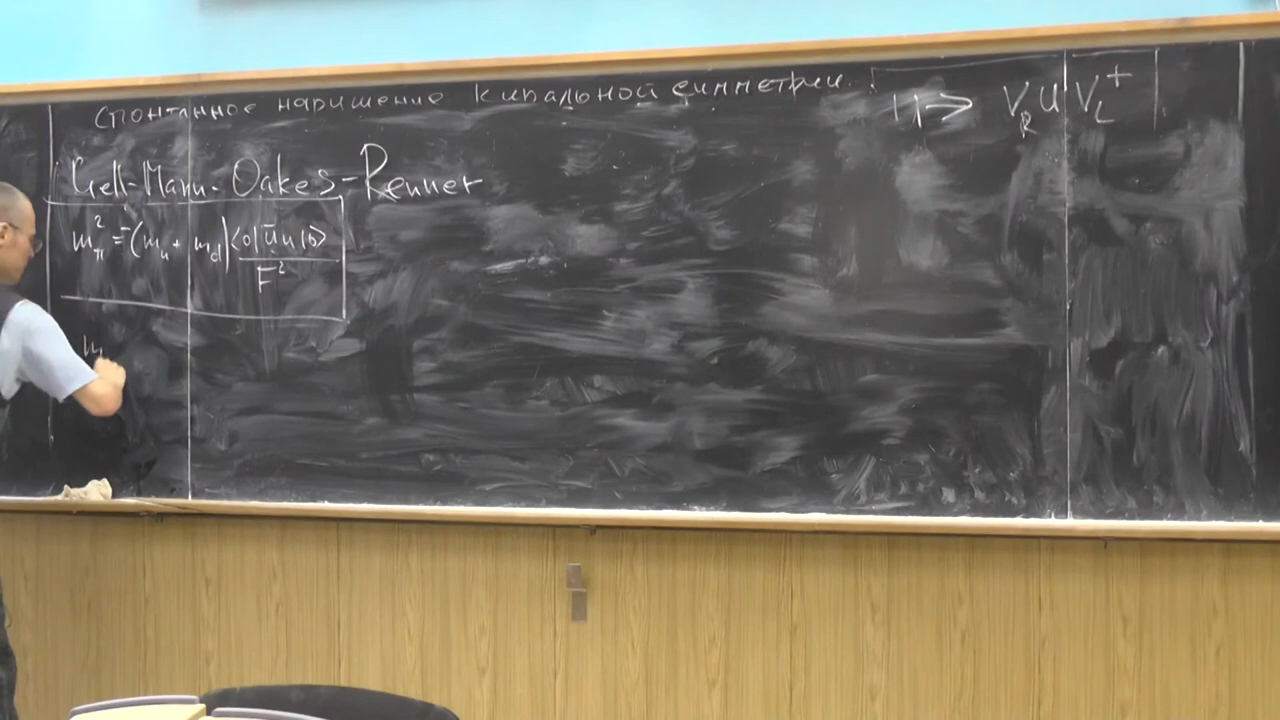 спонтанное нарушение киральной симметрии.
U → V_R U V_L^+
Gell-Mann-Oakes-Renner
m_π^2 = -(m_u + m_d) <0|ūu|0> / F^2
m